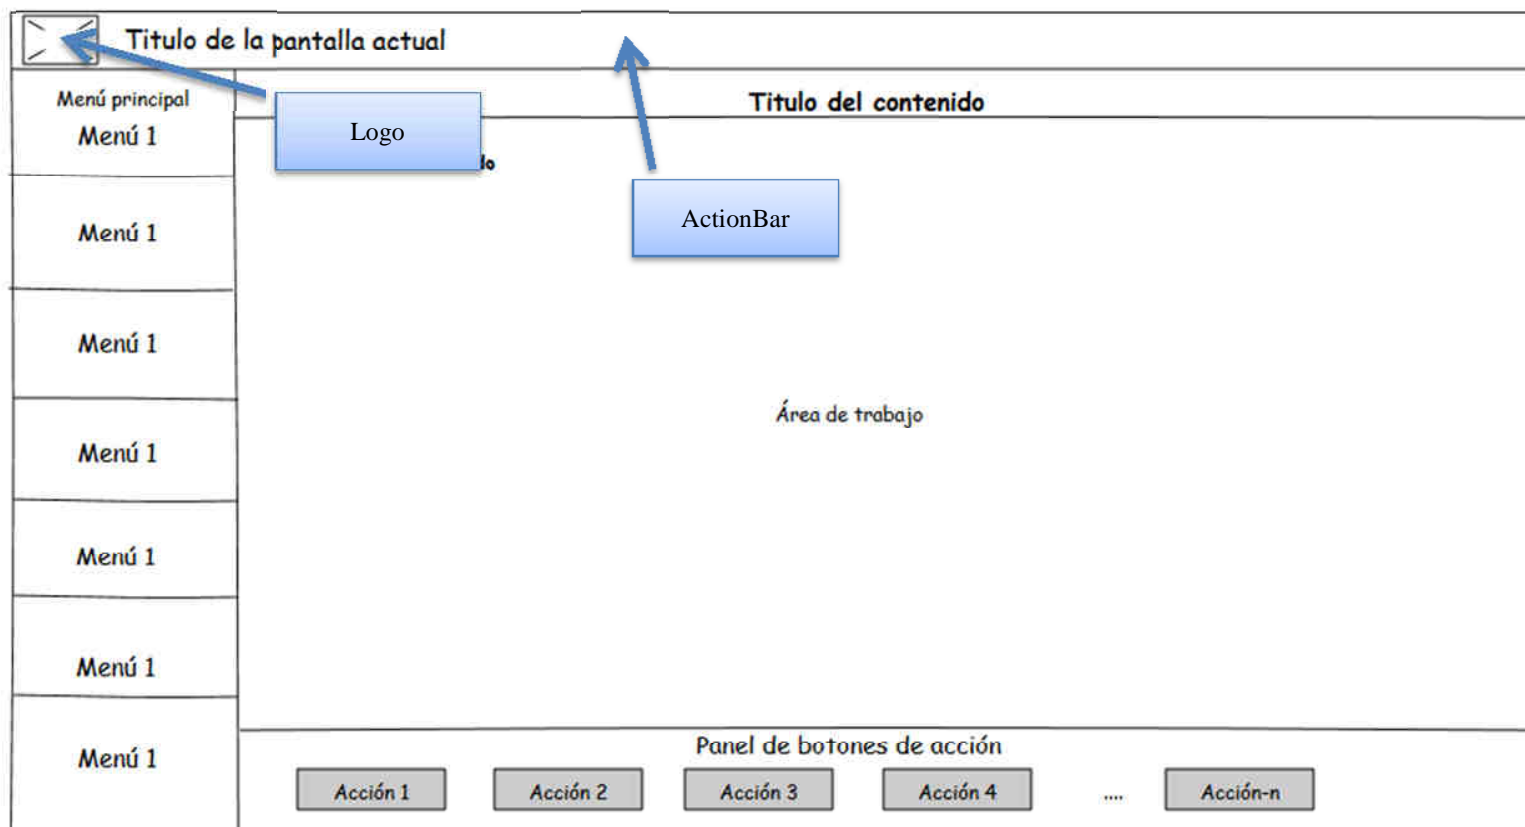 Titulo de la pantalla actual
Menú principal
Menú 1
Titulo del contenido
Logo
ActionBar
Menú 1
Menú 1
Área de trabajo
Menú 1
Menú 1
Menú 1
Menú 1
Panel de botones de acción
Acción 1 Acción 2 Acción 3 Acción 4 .... Acción-n